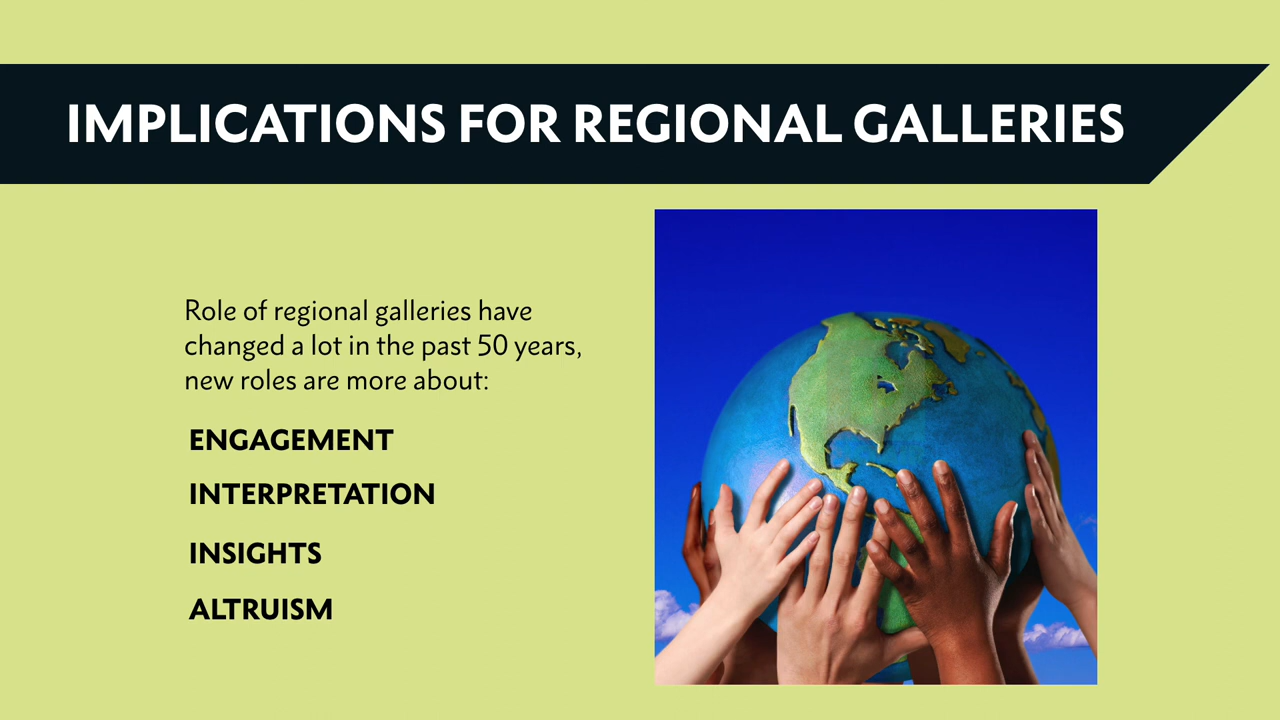 IMPLICATIONS FOR REGIONAL GALLERIES
Role of regional galleries have
changed a lot in the past 50 years,
new roles are more about:
ENGAGEMENT
INTERPRETATION
INSIGHTS
ALTRUISM